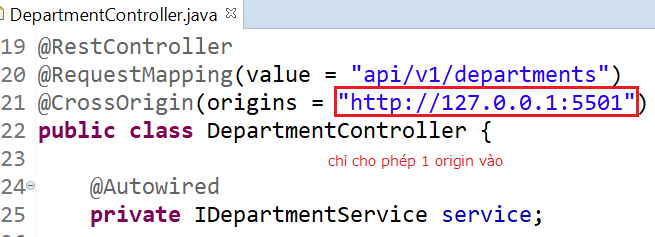 DepartmentController.java
19 @RestController
20 @RequestMapping(value = "api/v1/departments")
21 @CrossOrigin(origins = "http://127.0.0.1:5501")
22 public class DepartmentController {
23
chỉ cho phép 1 origin vào
24 @Autowired
25 private IDepartmentService service;